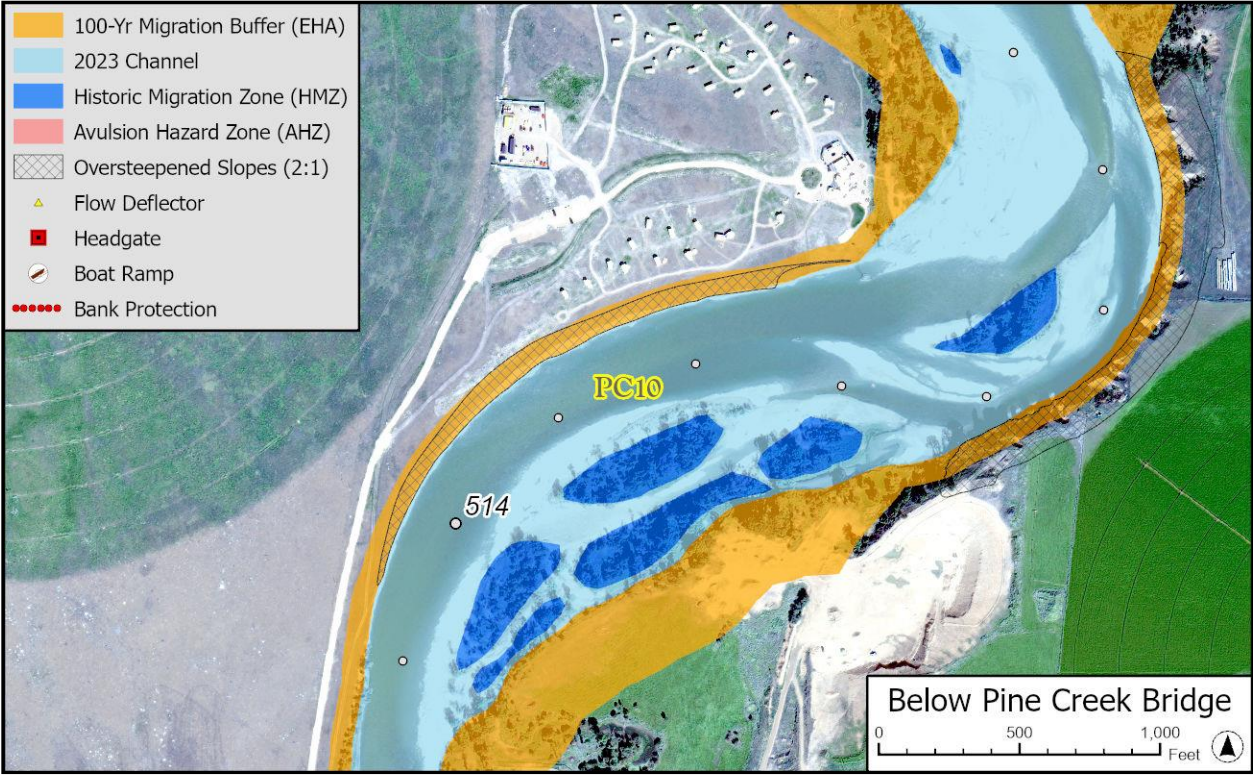 100-Yr Migration Buffer (EHA)
2023 Channel
Historic Migration Zone (HMZ)
Avulsion Hazard Zone (AHZ)
Oversteepened Slopes (2:1)
Flow Deflector
Headgate
Boat Ramp
Bank Protection
PC10
514
Below Pine Creek Bridge
0 500 1,000
Feet